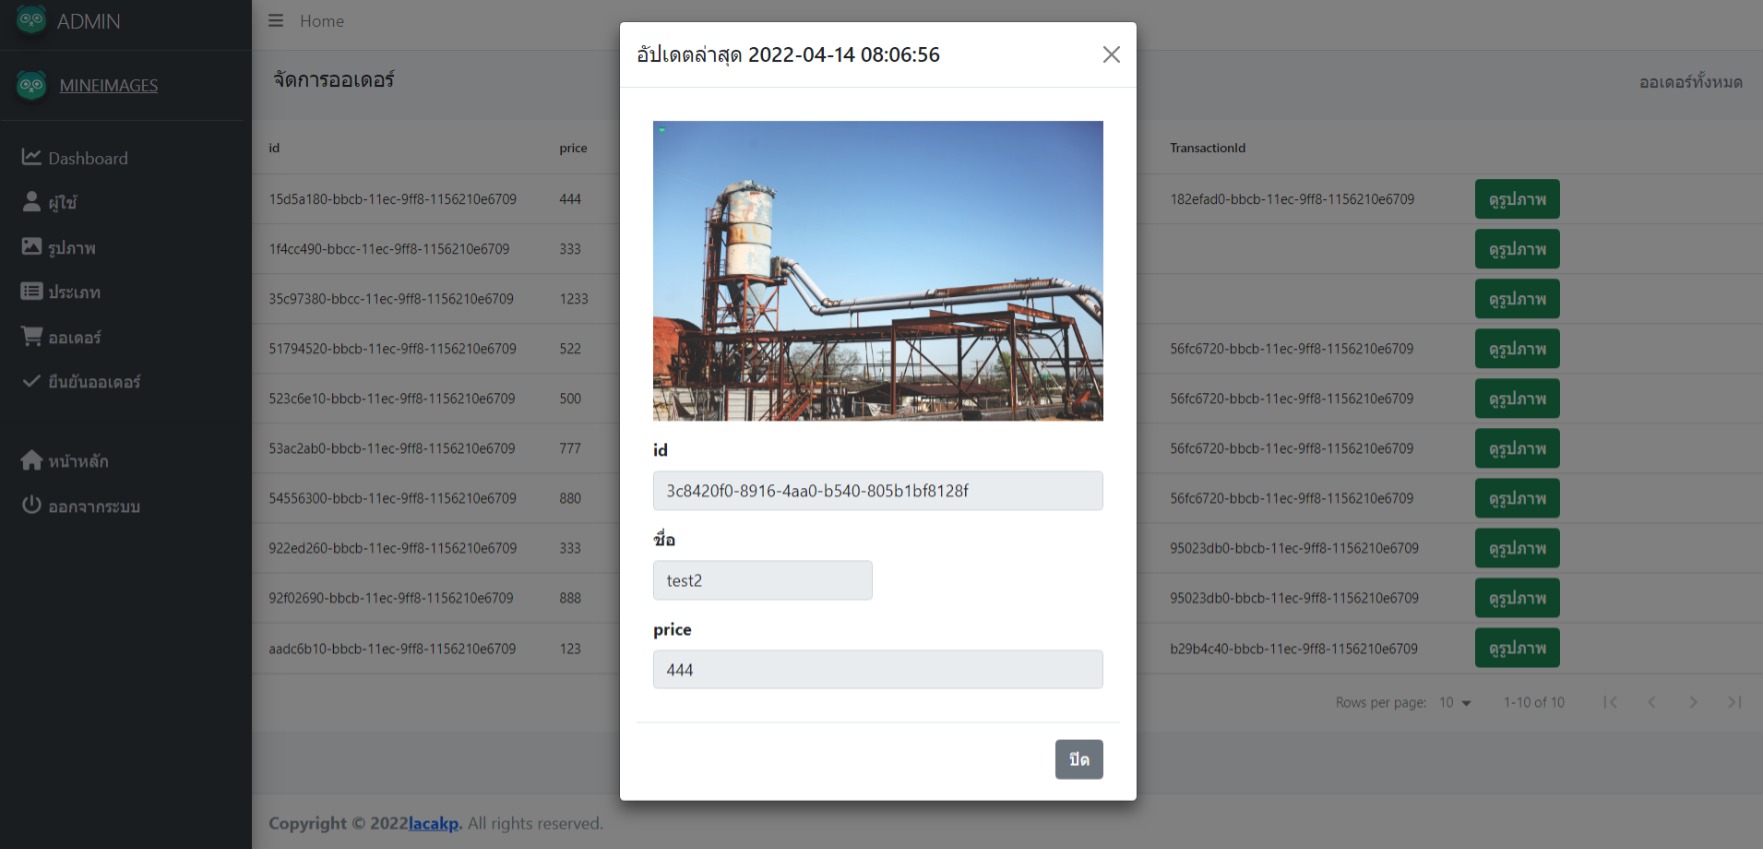 ADMIN
Home
MINEIMAGES
Dashboard
ผู้ใช้
รูปภาพ
ประเภท
ออเดอร์
ยืนยันออเดอร์
หน้าหลัก
ออกจากระบบ
จัดการออเดอร์
ออเดอร์ทั้งหมด
id price TransactionId
15d5a180-bbcb-11ec-9ff8-1156210e6709 444 182efad0-bbcb-11ec-9ff8-1156210e6709 ดูรูปภาพ
1f4cc490-bbcc-11ec-9ff8-1156210e6709 333 ดูรูปภาพ
35c97380-bbcc-11ec-9ff8-1156210e6709 1233 ดูรูปภาพ
51794520-bbcb-11ec-9ff8-1156210e6709 522 56fc6720-bbcb-11ec-9ff8-1156210e6709 ดูรูปภาพ
523c6e10-bbcb-11ec-9ff8-1156210e6709 500 56fc6720-bbcb-11ec-9ff8-1156210e6709 ดูรูปภาพ
53ac2ab0-bbcb-11ec-9ff8-1156210e6709 777 56fc6720-bbcb-11ec-9ff8-1156210e6709 ดูรูปภาพ
54556300-bbcb-11ec-9ff8-1156210e6709 880 56fc6720-bbcb-11ec-9ff8-1156210e6709 ดูรูปภาพ
922ed260-bbcb-11ec-9ff8-1156210e6709 333 95023db0-bbcb-11ec-9ff8-1156210e6709 ดูรูปภาพ
92f02690-bbcb-11ec-9ff8-1156210e6709 888 95023db0-bbcb-11ec-9ff8-1156210e6709 ดูรูปภาพ
aadc6b10-bbcb-11ec-9ff8-1156210e6709 123 b29b4c40-bbcb-11ec-9ff8-1156210e6709 ดูรูปภาพ
Rows per page: 10 1-10 of 10
Copyright © 2022lacakp. All rights reserved.
อัปเดตล่าสุด 2022-04-14 08:06:56
id
3c8420f0-8916-4aa0-b540-805b1bf8128f
ชื่อ
test2
price
444
ปิด